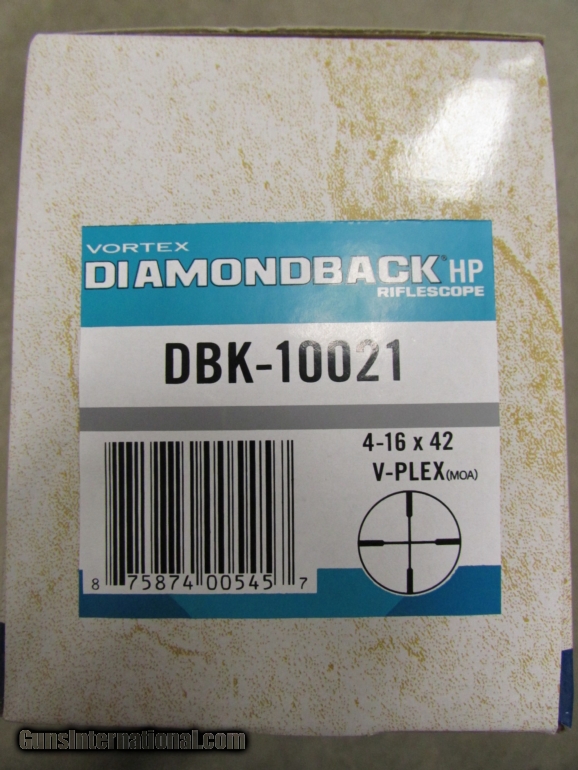 VORTEX
DIAMONDBACK® HP
RIFLESCOPE
DBK-10021
4-16 x 42
V-PLEX(MOA)
8 75874 00545 7
GunsInternational.com